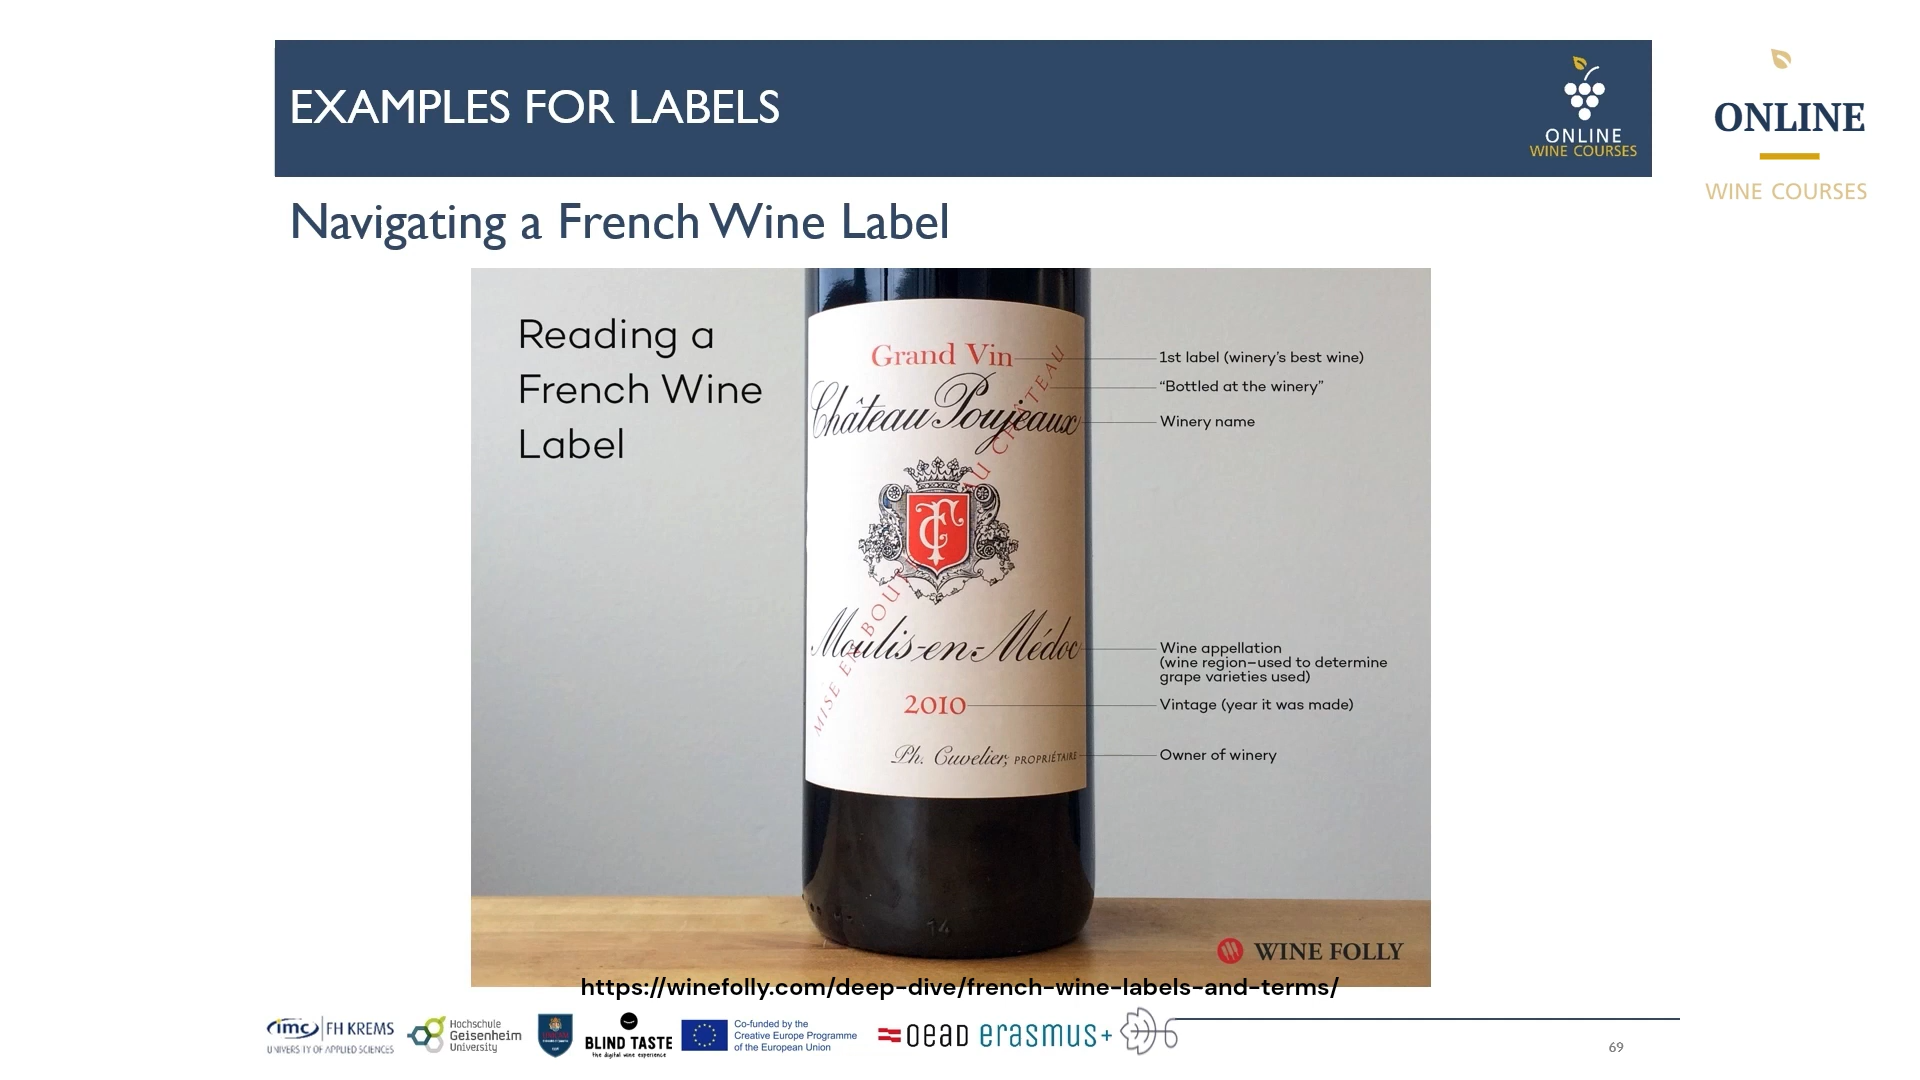 EXAMPLES FOR LABELS
ONLINE
WINE COURSES
ONLINE
WINE COURSES
Navigating a French Wine Label
Reading a
French Wine
Label
Grand Vin
Château Poujeaux
MISE EN BOUT AU CHÂTEAU
Moulis-en-Médoc
2010
Ph. Cuvelier, PROPRIÉTAIRE
14
1st label (winery's best wine)
“Bottled at the winery”
Winery name
Wine appellation
(wine region–used to determine
grape varieties used)
Vintage (year it was made)
Owner of winery
WINE FOLLY
https://winefolly.com/deep-dive/french-wine-labels-and-terms/
imc FH KREMS
UNIVERSITY OF APPLIED SCIENCES
Hochschule
Geisenheim
University
BLIND TASTE
the digital wine experience
Co-funded by the
Creative Europe Programme
of the European Union
oead erasmus+
69